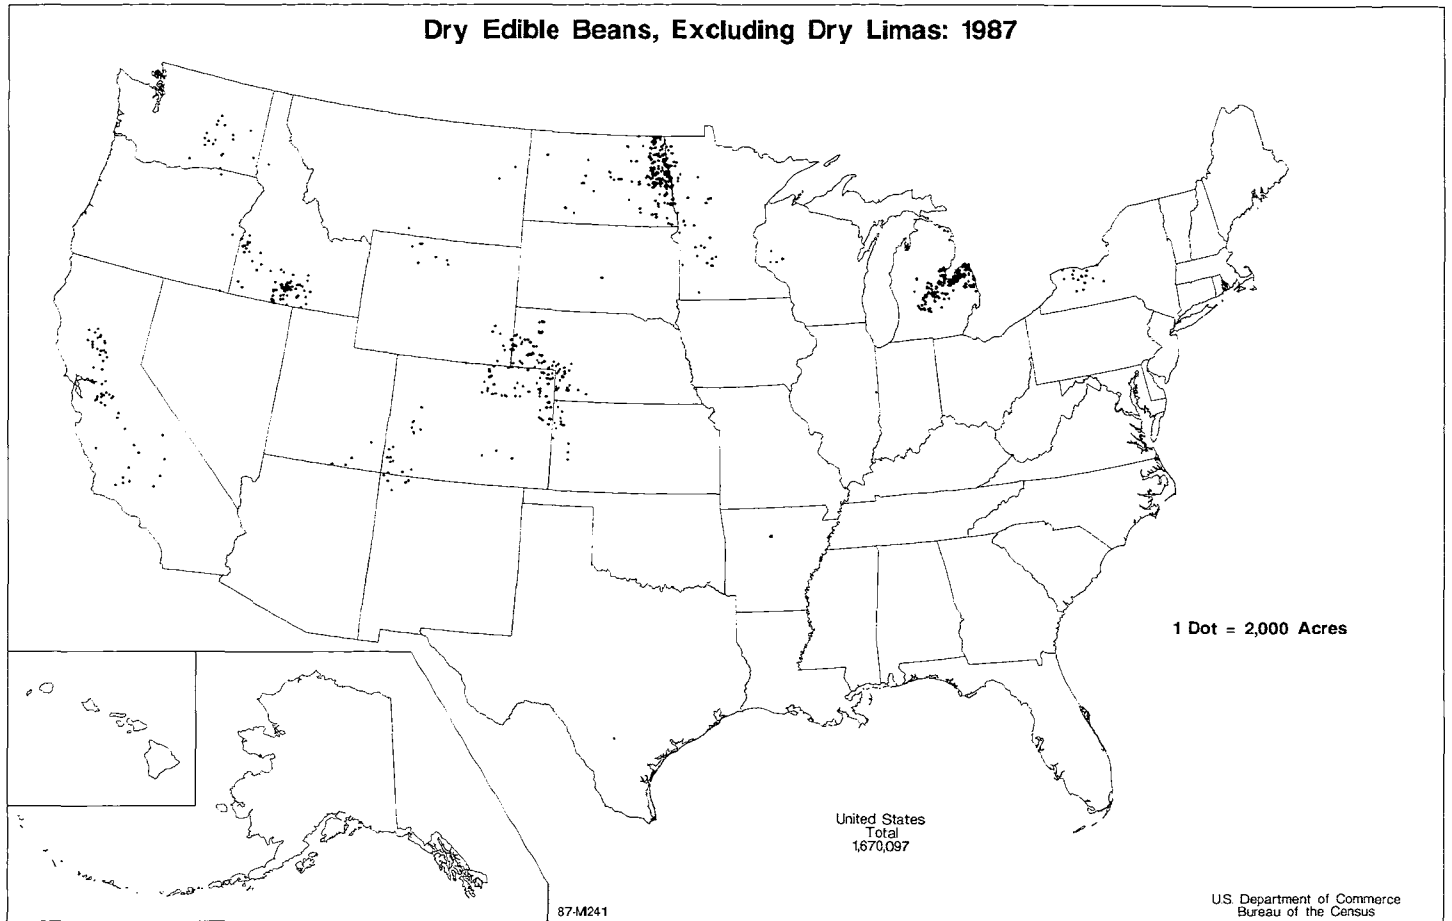 Dry Edible Beans, Excluding Dry Limas: 1987
1 Dot = 2,000 Acres
United States
Total
1,670,097
87-M241
U.S. Department of Commerce
Bureau of the Census